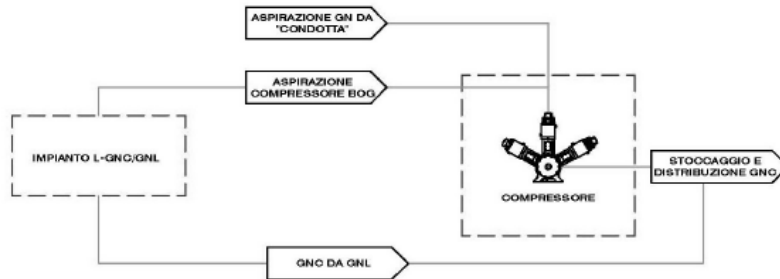 ASPIRAZIONE GN DA
"CONDOTTA"
ASPIRAZIONE
COMPRESSORE BOG
IMPIANTO L-GNC/GNL
STOCCAGGIO E
DISTRIBUZIONE GNC
COMPRESSORE
GNC DA GNL